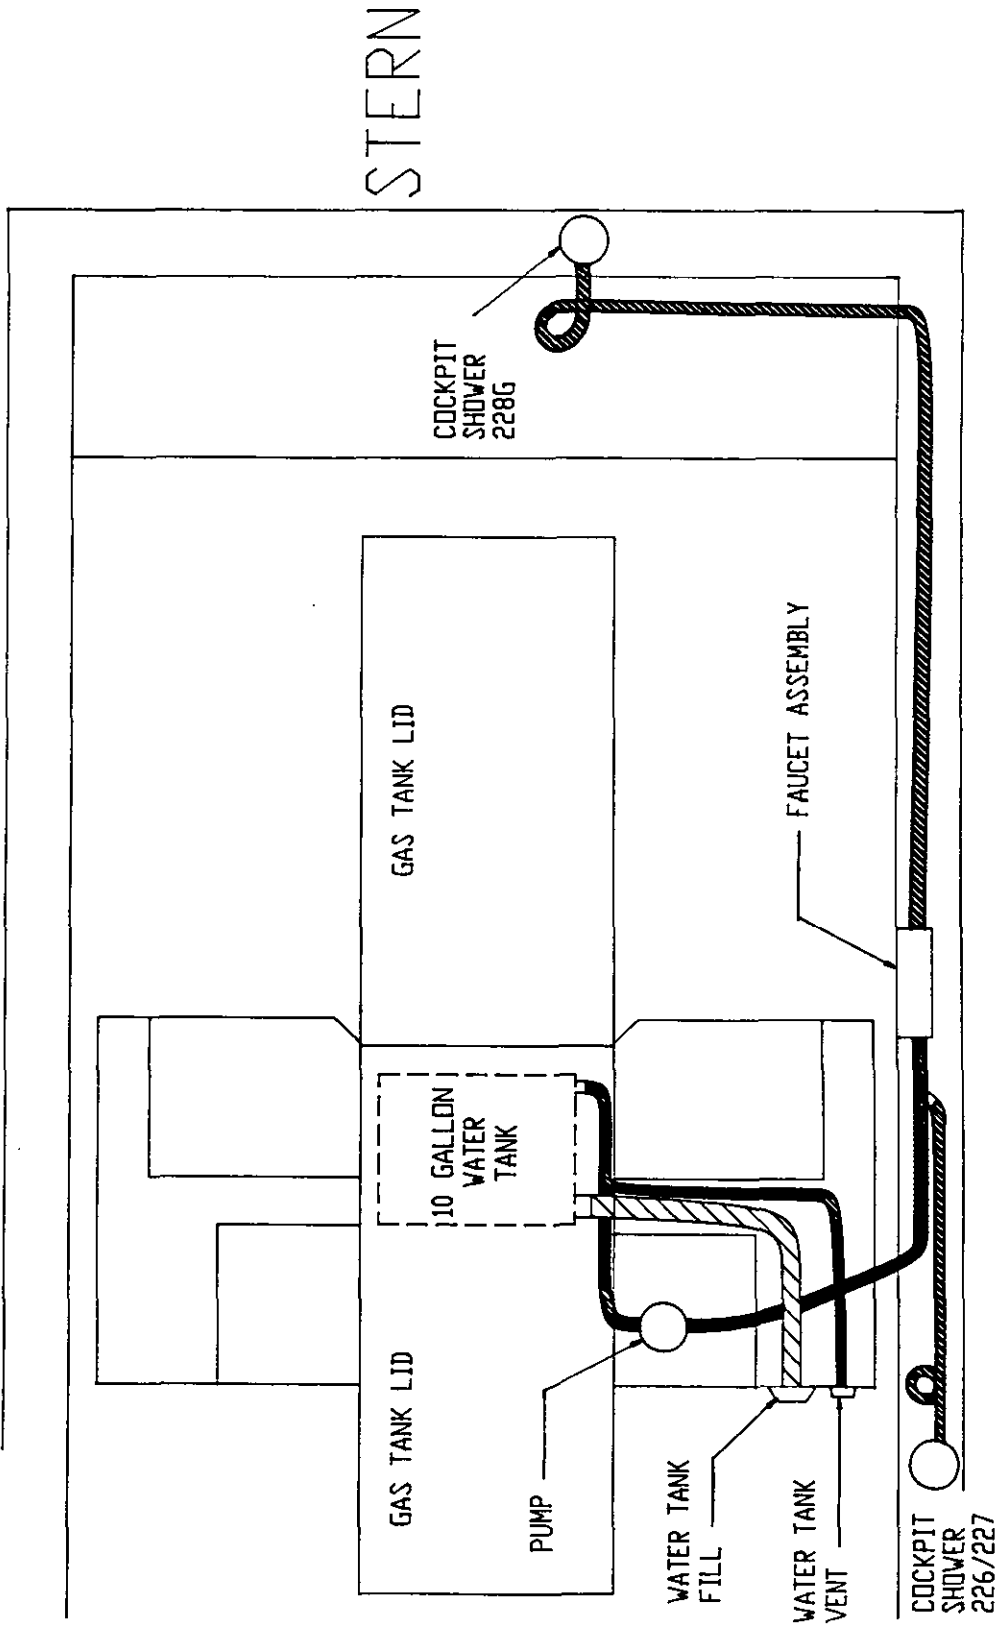 STERN
COCKPIT
SHOWER
228G
GAS TANK LID
FAUCET ASSEMBLY
10 GALLON
WATER
TANK
GAS TANK LID
PUMP
WATER TANK
FILL
WATER TANK
VENT
COCKPIT
SHOWER
226/227